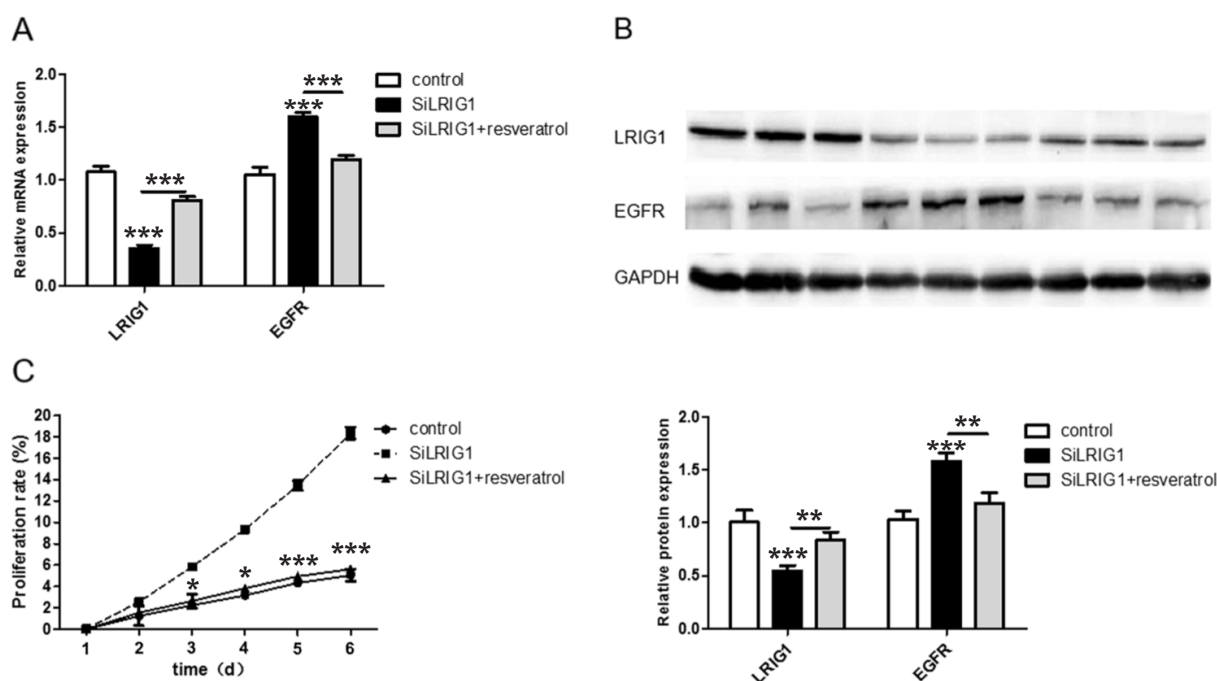 A
Relative mRNA expression
2.0
1.5
1.0
0.5
0.0
***
***
***
***
LRIG1
EGFR
control
SiLRIG1
SiLRIG1+resveratrol
B
LRIG1
EGFR
GAPDH
Relative protein expression
2.0
1.5
1.0
0.5
0.0
***
**
***
**
LRIG1
EGFR
control
SiLRIG1
SiLRIG1+resveratrol
C
Proliferation rate (%)
20
18
16
14
12
10
8
6
4
2
0
* * *** ***
1 2 3 4 5 6
time（d）
control
SiLRIG1
SiLRIG1+resveratrol